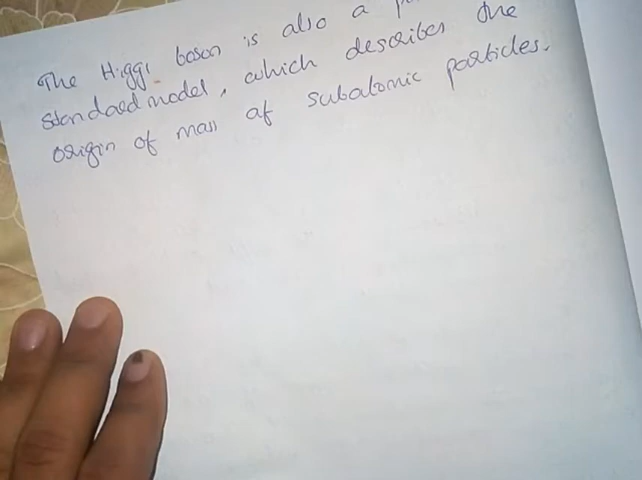 The Higgs boson is also a
standard model, which describes the
origin of mass of subatomic particles.